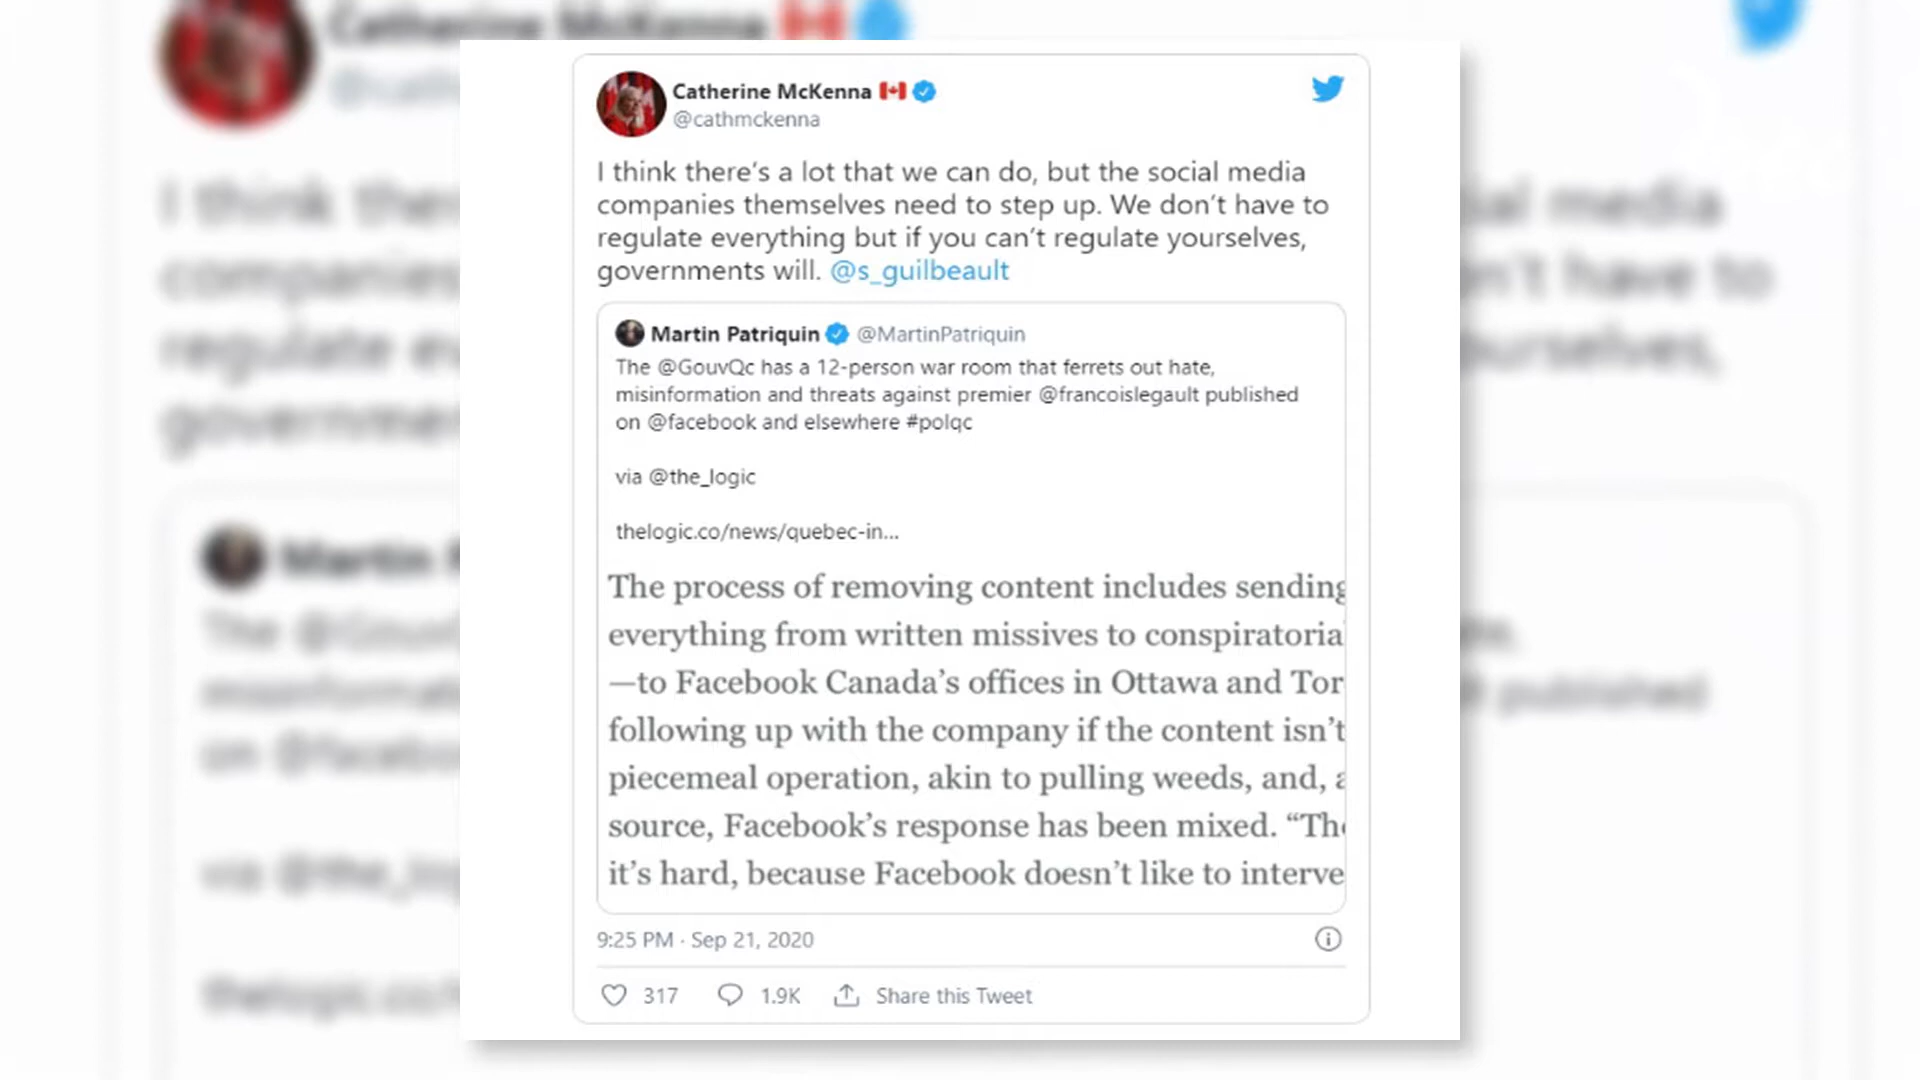 Catherine McKenna
@cathmckenna
I think there's a lot that we can do, but the social media
companies themselves need to step up. We don't have to
regulate everything but if you can't regulate yourselves,
governments will. @s_guilbeault
Martin Patriquin @MartinPatriquin
The @GouvQc has a 12-person war room that ferrets out hate,
misinformation and threats against premier @francoislegault published
on @facebook and elsewhere #polqc
via @the_logic
thelogic.co/news/quebec-in...
The process of removing content includes sending
everything from written missives to conspiratoria
—to Facebook Canada's offices in Ottawa and Tor
following up with the company if the content isn't
piecemeal operation, akin to pulling weeds, and, a
source, Facebook's response has been mixed. “The
it's hard, because Facebook doesn't like to interve
9:25 PM · Sep 21, 2020
317 1.9K Share this Tweet